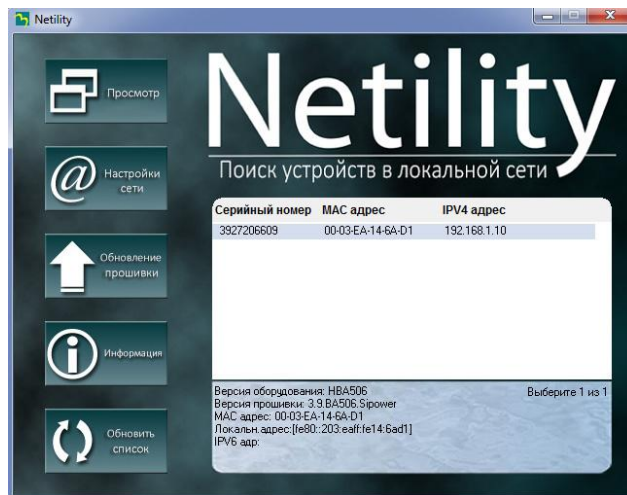 Netility
Просмотр
Настройки
сети
Обновление
прошивки
Информация
Обновить
список
Netility
Поиск устройств в локальной сети
Серийный номер MAC адрес IPV4 адрес
3927206609 00-03-EA-14-6A-D1 192.168.1.10
Версия оборудования: HBA506 Выберите 1 из 1
Версия прошивки: 3.9.BA506.Sipower
MAC адрес: 00-03-EA-14-6A-D1
Локальн.адрес:[fe80::203:eaff:fe14:6ad1]
IPV6 адр: